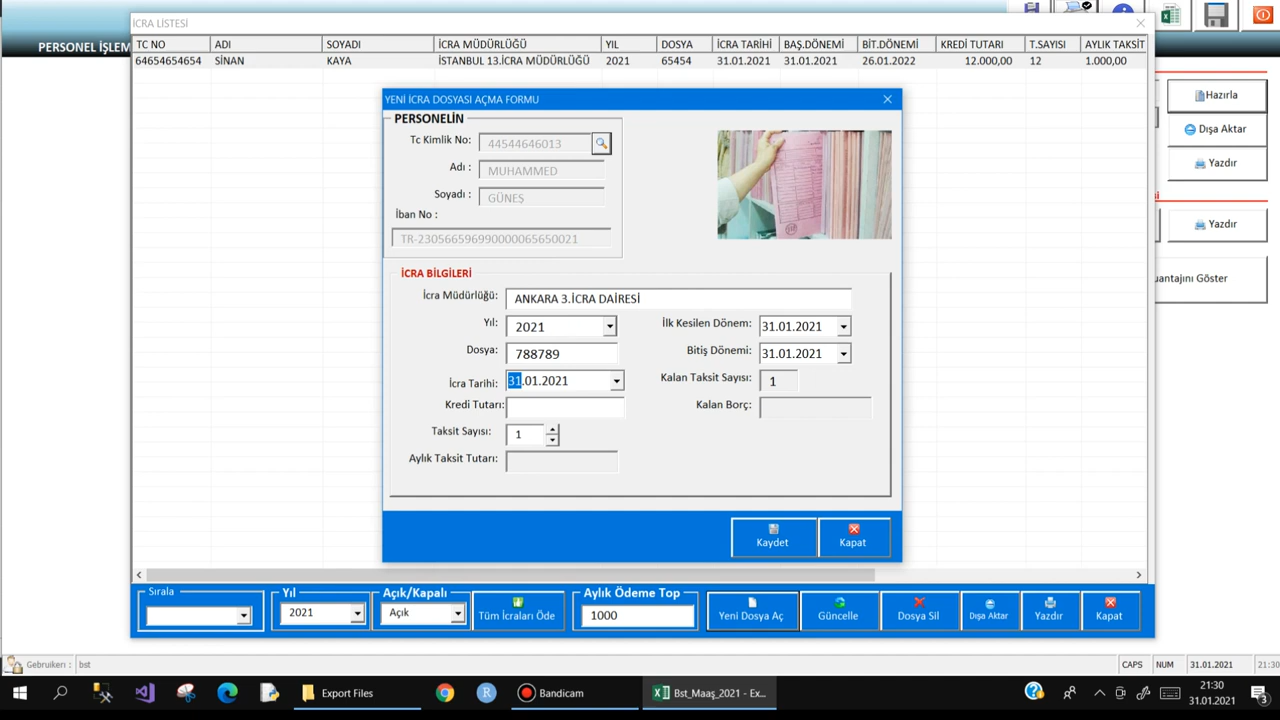 İCRA LİSTESİ
PERSONEL İŞLEM
TC NO ADI SOYADI İCRA MÜDÜRLÜĞÜ YIL DOSYA İCRA TARİHİ BAŞ.DÖNEMİ BİT.DÖNEMİ KREDİ TUTARI T.SAYISI AYLIK TAKSİT
64654654654 SİNAN KAYA İSTANBUL 13.İCRA MÜDÜRLÜĞÜ 2021 65454 31.01.2021 31.01.2021 26.01.2022 12.000,00 12 1.000,00
Hazırla
Dışa Aktar
Yazdır
Yazdır
uantajını Göster
YENİ İCRA DOSYASI AÇMA FORMU
PERSONELİN
Tc Kimlik No: 44544646013
Adı : MUHAMMED
Soyadı : GÜNEŞ
İban No :
TR-230566596990000065650021
İCRA BİLGİLERİ
İcra Müdürlüğü: ANKARA 3.İCRA DAİRESİ
Yıl: 2021 İlk Kesilen Dönem: 31.01.2021
Dosya: 788789 Bitiş Dönemi: 31.01.2021
İcra Tarihi: 31.01.2021 Kalan Taksit Sayısı: 1
Kredi Tutarı: Kalan Borç:
Taksit Sayısı: 1
Aylık Taksit Tutarı:
Kaydet Kapat
Sırala Yıl Açık/Kapalı Aylık Ödeme Top
2021 Açık Tüm İcraları Öde 1000 Yeni Dosya Aç Güncelle Dosya Sil Dışa Aktar Yazdır Kapat
Gebruikerı : bst CAPS NUM 31.01.2021 21:30
Export Files Bandicam Bst_Maaş_2021 - Ex... 21:30
31.01.2021
3